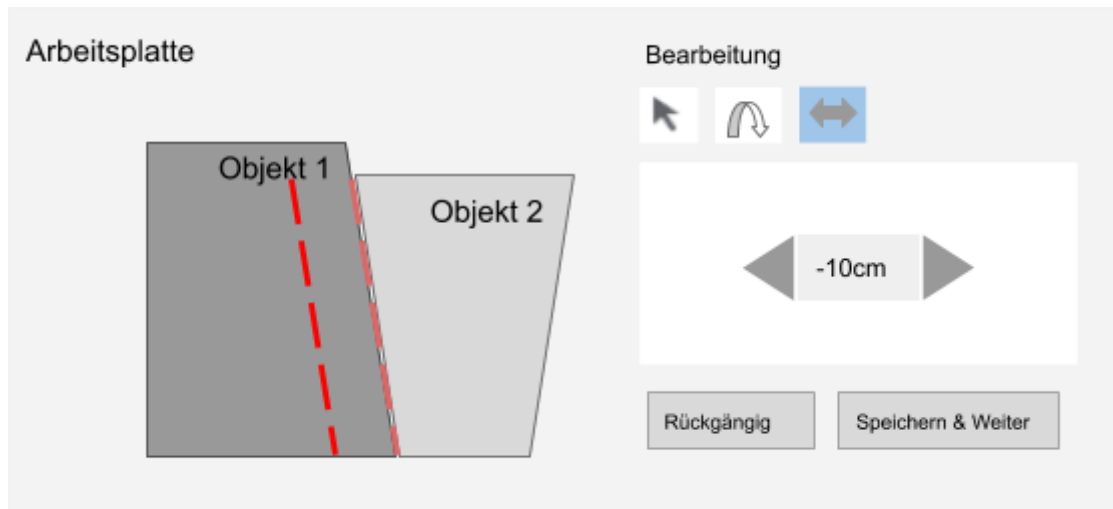 Arbeitsplatte
Objekt 1
Objekt 2
Bearbeitung
-10cm
Rückgängig
Speichern & Weiter